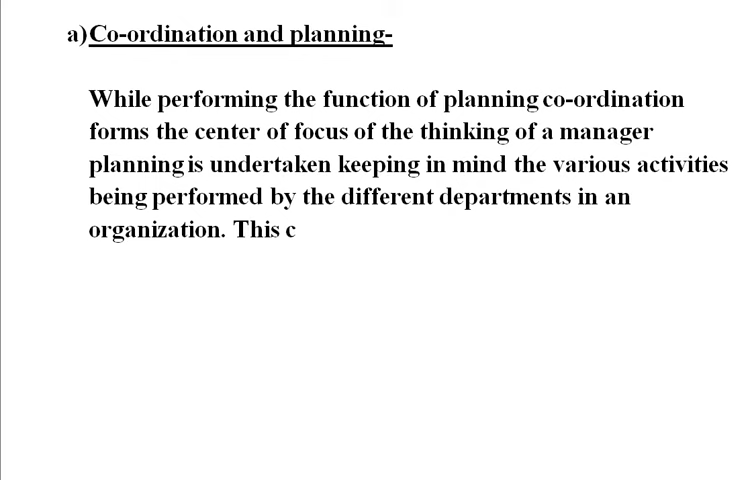 a) Co-ordination and planning-
While performing the function of planning co-ordination
forms the center of focus of the thinking of a manager
planning is undertaken keeping in mind the various activities
being performed by the different departments in an
organization. This c